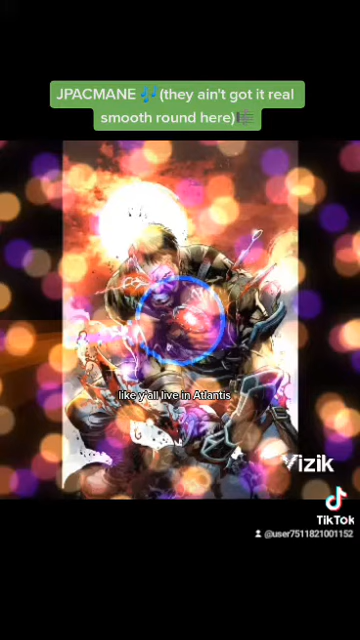 JPACMANE 🎶(they ain't got it real
smooth round here)🎼
like y'all live in Atlantis
Vizik
TikTok
@user7511821001152